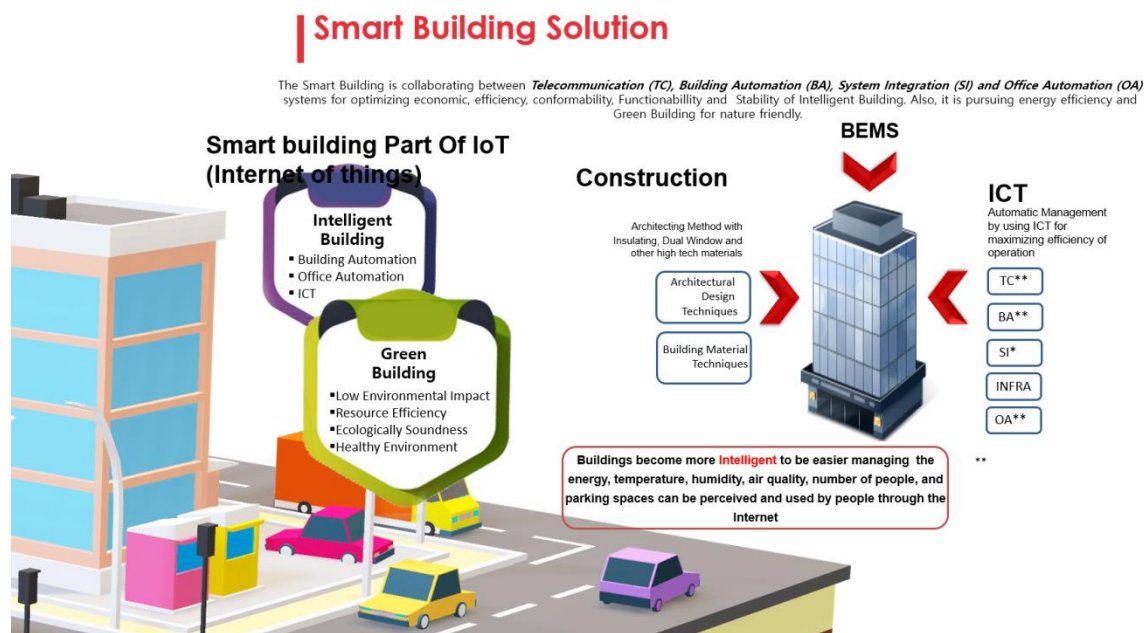 Smart Building Solution
The Smart Building is collaborating between Telecommunication (TC), Building Automation (BA), System Integration (SI) and Office Automation (OA)
systems for optimizing economic, efficiency, conformability, Functionabillity and Stability of Intelligent Building. Also, it is pursuing energy efficiency and
Green Building for nature friendly.
Smart building Part Of IoT
(Internet of things)
Intelligent
Building
▪ Building Automation
▪ Office Automation
▪ ICT
Green
Building
▪Low Environmental Impact
▪Resource Efficiency
▪Ecologically Soundness
▪Healthy Environment
BEMS
Construction
Architecting Method with
Insulating, Dual Window and
other high tech materials
Architectural
Design
Techniques
Building Material
Techniques
ICT
Automatic Management
by using ICT for
maximizing efficiency of
operation
TC**
BA**
SI*
INFRA
OA**
**
Buildings become more Intelligent to be easier managing the
energy, temperature, humidity, air quality, number of people, and
parking spaces can be perceived and used by people through the
Internet